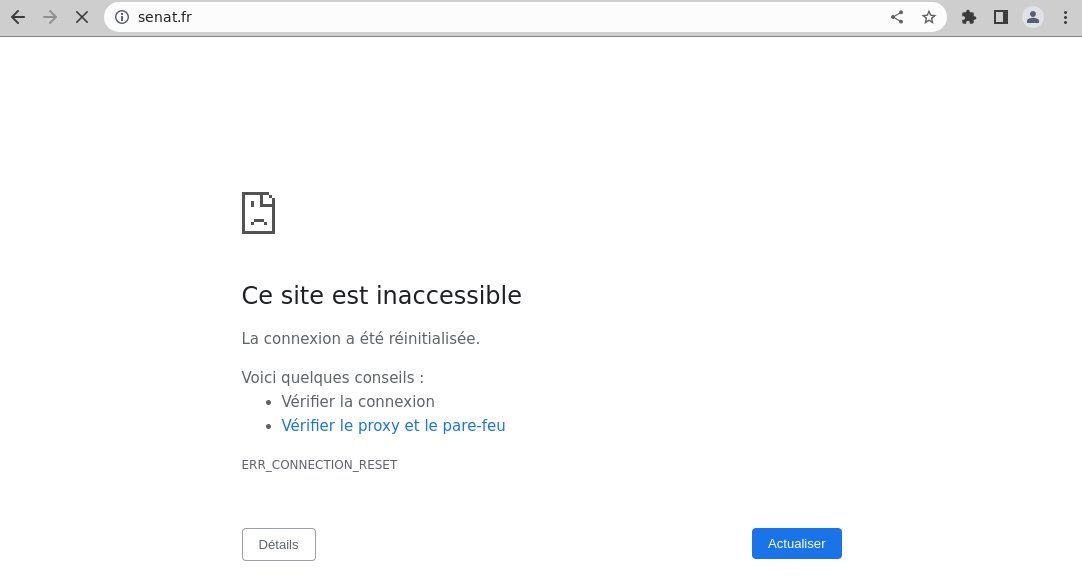 senat.fr
Ce site est inaccessible
La connexion a été réinitialisée.
Voici quelques conseils :
• Vérifier la connexion
• Vérifier le proxy et le pare-feu
ERR_CONNECTION_RESET
Détails
Actualiser